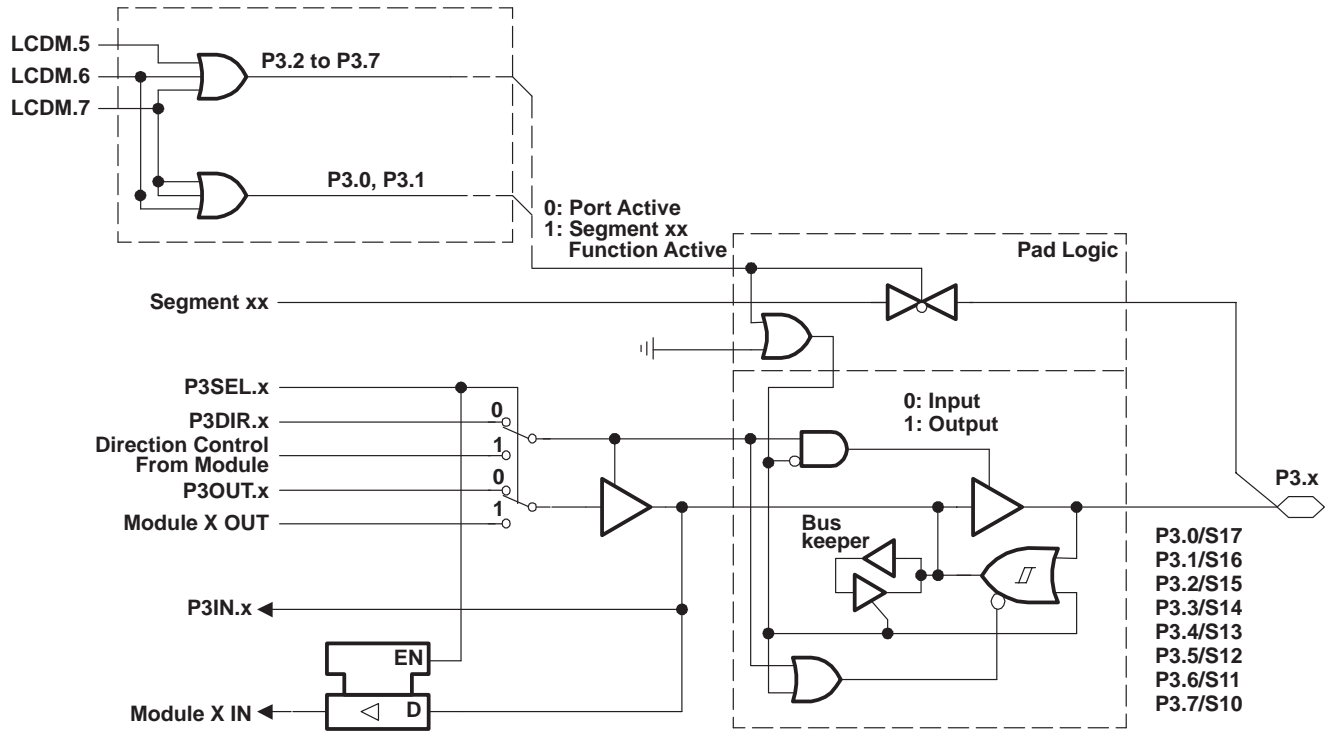 LCDM.5
LCDM.6
LCDM.7
P3.2 to P3.7
P3.0, P3.1
0: Port Active
1: Segment xx
Function Active
Pad Logic
Segment xx
P3SEL.x
P3DIR.x
Direction Control
From Module
P3OUT.x
Module X OUT
0
1
0
1
0: Input
1: Output
Bus
keeper
P3.x
P3.0/S17
P3.1/S16
P3.2/S15
P3.3/S14
P3.4/S13
P3.5/S12
P3.6/S11
P3.7/S10
P3IN.x
EN
D
Module X IN